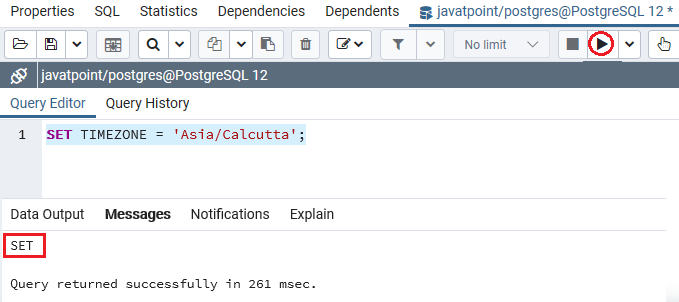 Properties SQL Statistics Dependencies Dependents javatpoint/postgres@PostgreSQL 12 *
No limit
javatpoint/postgres@PostgreSQL 12
Query Editor Query History
1 SET TIMEZONE = 'Asia/Calcutta';
Data Output Messages Notifications Explain
SET
Query returned successfully in 261 msec.